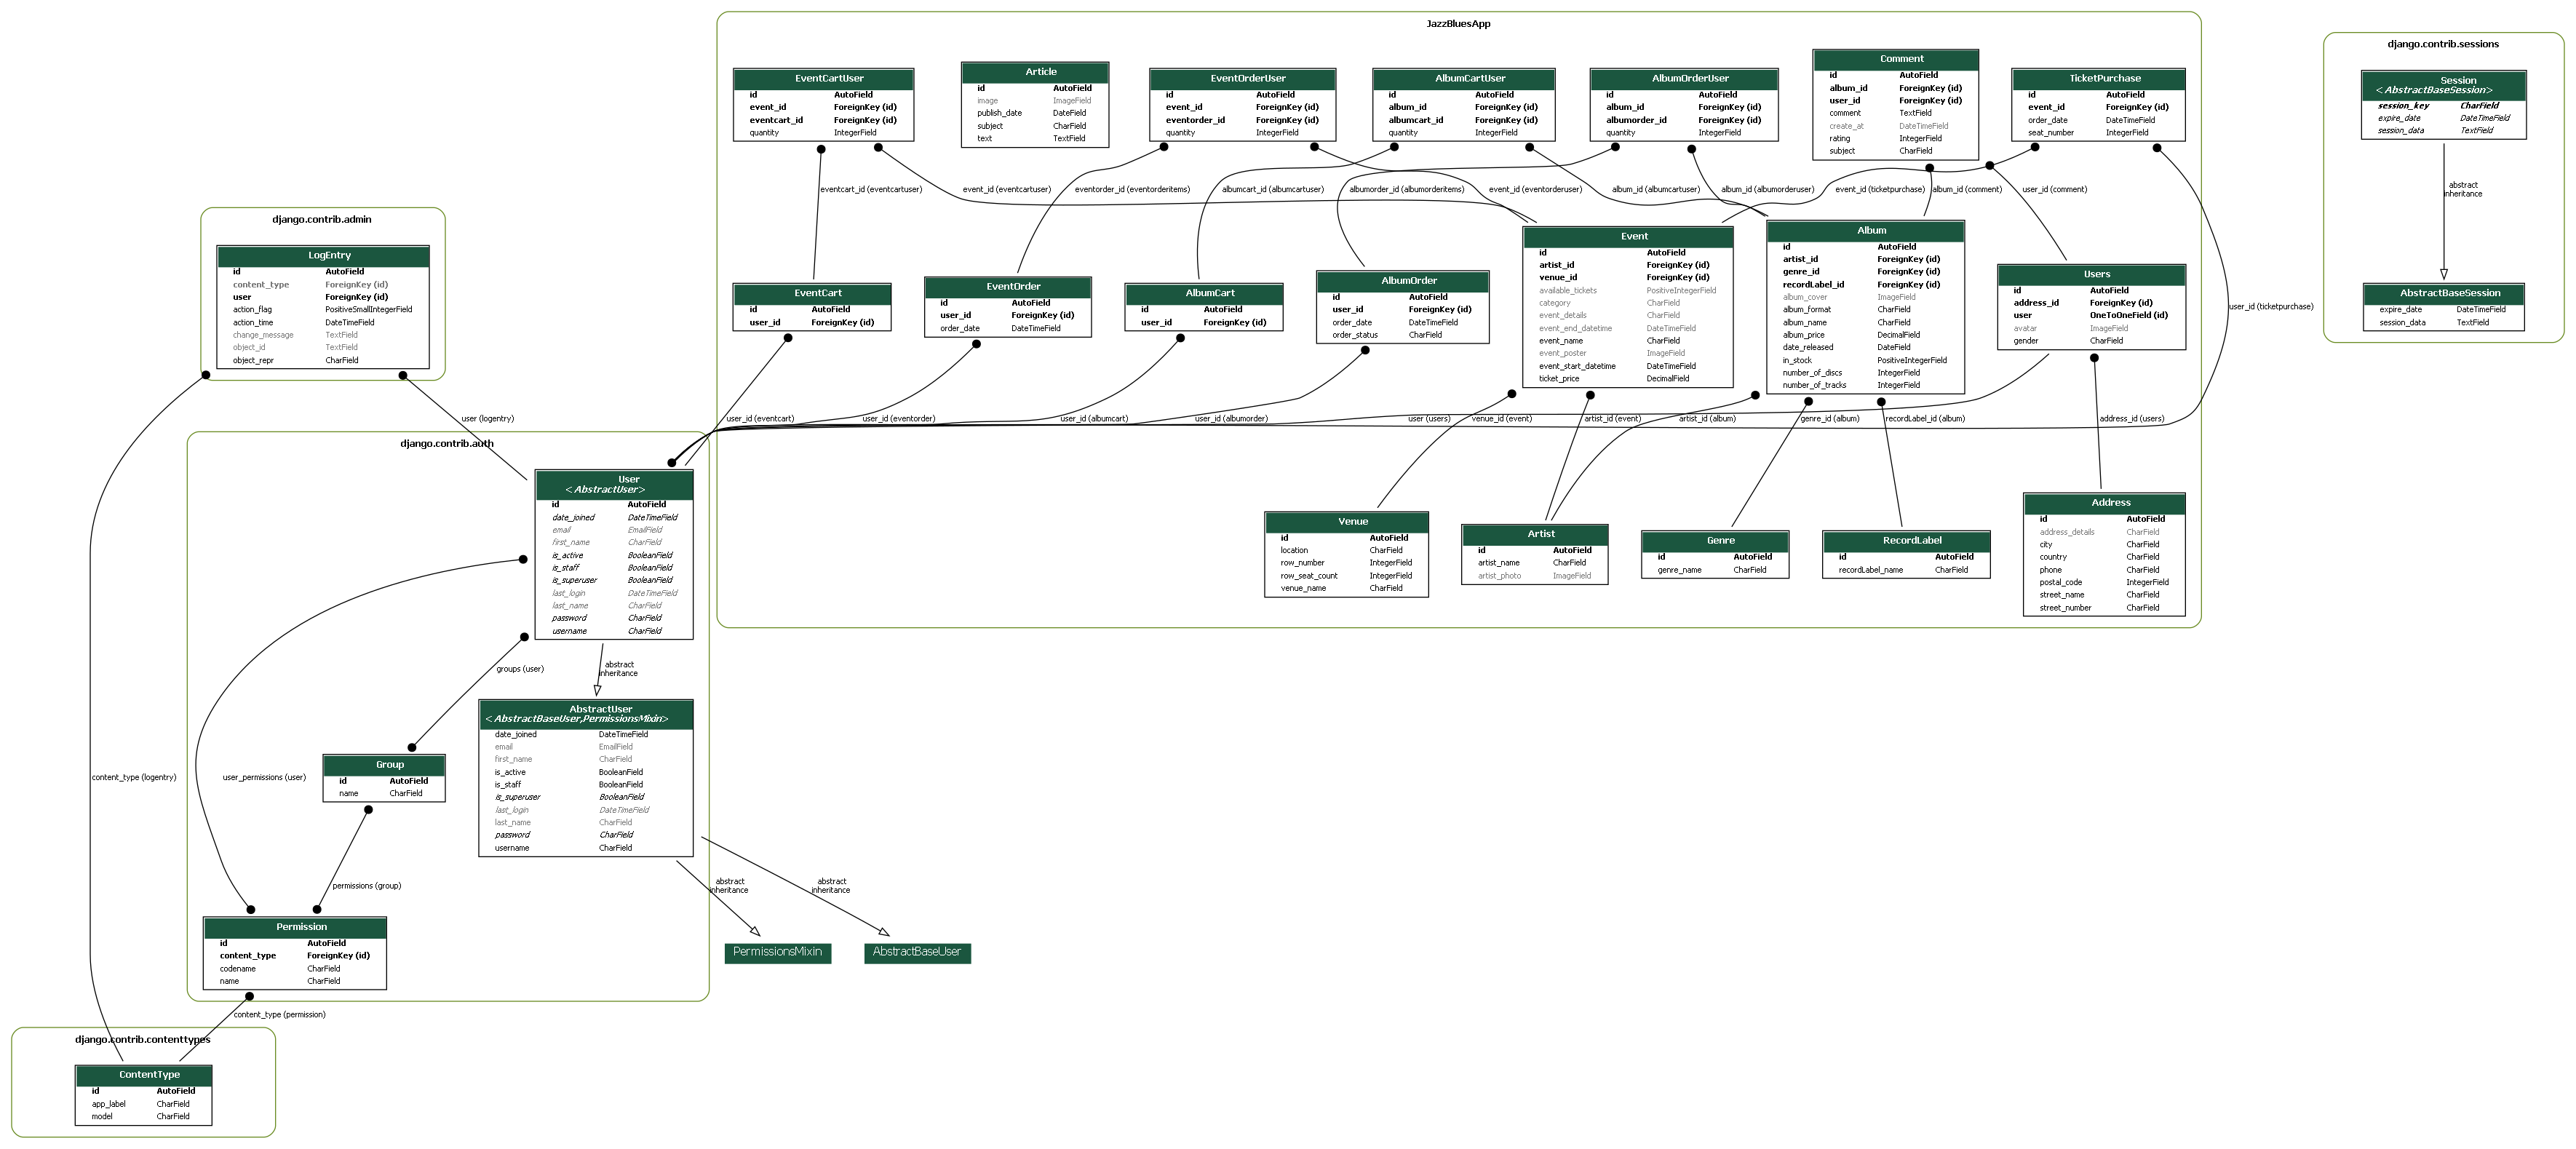 JazzBluesApp
EventCartUser
id AutoField
event_id ForeignKey (id)
eventcart_id ForeignKey (id)
quantity IntegerField
Article
id AutoField
image ImageField
publish_date DateField
subject CharField
text TextField
EventOrderUser
id AutoField
event_id ForeignKey (id)
eventorder_id ForeignKey (id)
quantity IntegerField
AlbumCartUser
id AutoField
album_id ForeignKey (id)
albumcart_id ForeignKey (id)
quantity IntegerField
AlbumOrderUser
id AutoField
album_id ForeignKey (id)
albumorder_id ForeignKey (id)
quantity IntegerField
Comment
id AutoField
album_id ForeignKey (id)
user_id ForeignKey (id)
comment TextField
create_at DateTimeField
rating IntegerField
subject CharField
TicketPurchase
id AutoField
event_id ForeignKey (id)
order_date DateTimeField
seat_number IntegerField
django.contrib.sessions
Session
<AbstractBaseSession>
session_key CharField
expire_date DateTimeField
session_data TextField
abstract
inheritance
AbstractBaseSession
expire_date DateTimeField
session_data TextField
eventcart_id (eventcartuser)
event_id (eventcartuser)
eventorder_id (eventorderitems)
albumcart_id (albumcartuser)
albumorder_id (albumorderitems)
event_id (eventorderuser)
album_id (albumcartuser)
album_id (albumorderuser)
event_id (ticketpurchase)
album_id (comment)
user_id (comment)
user_id (ticketpurchase)
django.contrib.admin
LogEntry
id AutoField
content_type ForeignKey (id)
user ForeignKey (id)
action_flag PositiveSmallIntegerField
action_time DateTimeField
change_message TextField
object_id TextField
object_repr CharField
EventCart
id AutoField
user_id ForeignKey (id)
EventOrder
id AutoField
user_id ForeignKey (id)
order_date DateTimeField
AlbumCart
id AutoField
user_id ForeignKey (id)
AlbumOrder
id AutoField
user_id ForeignKey (id)
order_date DateTimeField
order_status CharField
Event
id AutoField
artist_id ForeignKey (id)
venue_id ForeignKey (id)
available_tickets PositiveIntegerField
category CharField
event_details CharField
event_end_datetime DateTimeField
event_name CharField
event_poster ImageField
event_start_datetime DateTimeField
ticket_price DecimalField
Album
id AutoField
artist_id ForeignKey (id)
genre_id ForeignKey (id)
recordLabel_id ForeignKey (id)
album_cover ImageField
album_format CharField
album_name CharField
album_price DecimalField
date_released DateField
in_stock PositiveIntegerField
number_of_discs IntegerField
number_of_tracks IntegerField
Users
id AutoField
address_id ForeignKey (id)
user OneToOneField (id)
avatar ImageField
gender CharField
user (logentry)
user_id (eventcart)
user_id (eventorder)
user_id (albumcart)
user_id (albumorder)
user (users)
venue_id (event)
artist_id (event)
artist_id (album)
genre_id (album)
recordLabel_id (album)
address_id (users)
django.contrib.auth
User
<AbstractUser>
id AutoField
date_joined DateTimeField
email EmailField
first_name CharField
is_active BooleanField
is_staff BooleanField
is_superuser BooleanField
last_login DateTimeField
last_name CharField
password CharField
username CharField
Venue
id AutoField
location CharField
row_number IntegerField
row_seat_count IntegerField
venue_name CharField
Artist
id AutoField
artist_name CharField
artist_photo ImageField
Genre
id AutoField
genre_name CharField
RecordLabel
id AutoField
recordLabel_name CharField
Address
id AutoField
address_details CharField
city CharField
country CharField
phone CharField
postal_code IntegerField
street_name CharField
street_number CharField
groups (user)
abstract
inheritance
AbstractUser
<AbstractBaseUser,PermissionsMixin>
date_joined DateTimeField
email EmailField
first_name CharField
is_active BooleanField
is_staff BooleanField
is_superuser BooleanField
last_login DateTimeField
last_name CharField
password CharField
username CharField
content_type (logentry)
user_permissions (user)
Group
id AutoField
name CharField
permissions (group)
abstract
inheritance
abstract
inheritance
Permission
id AutoField
content_type ForeignKey (id)
codename CharField
name CharField
PermissionsMixin
AbstractBaseUser
content_type (permission)
django.contrib.contenttypes
ContentType
id AutoField
app_label CharField
model CharField